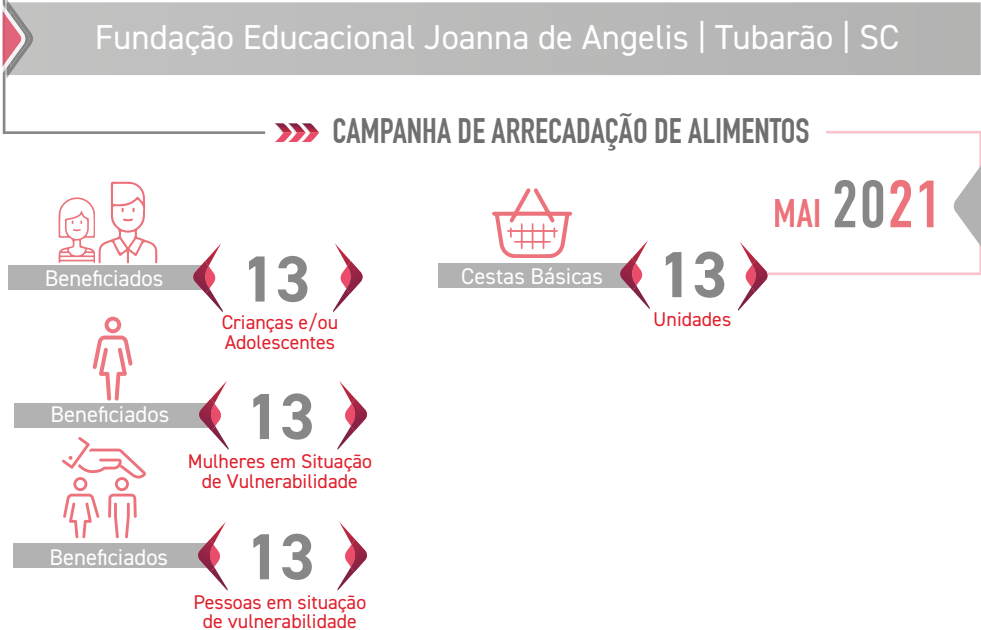 Fundação Educacional Joanna de Angelis | Tubarão | SC
CAMPANHA DE ARRECADAÇÃO DE ALIMENTOS
MAI 2021
Beneficiados
13
Crianças e/ou
Adolescentes
Cestas Básicas
13
Unidades
Beneficiados
13
Mulheres em Situação
de Vulnerabilidade
Beneficiados
13
Pessoas em situação
de vulnerabilidade